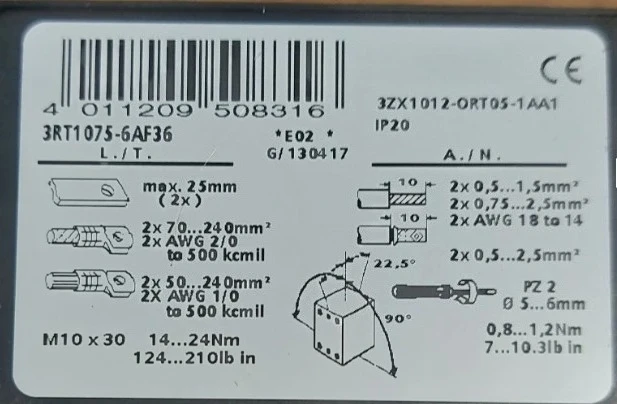 CE
4 011209 508316
3ZX1012-0RT05-1AA1
3RT1075-6AF36
*E02 *
IP20
L./T.
G/130417
A./N.
max. 25mm
(2x)
2x 70...240mm²
2x AWG 2/0
to 500 kcmil
2x 50...240mm²
2X AWG 1/0
to 500 kcmil
M10 x 30
14...24Nm
124...210lb in
10
2x 0,5...1,5mm²
2x 0,75...2,5mm²
10
2x AWG 18 to 14
2x 0,5...2,5mm²
22,5°
90°
PZ 2
Ø 5...6mm
0,8...1,2Nm
7...10.3lb in